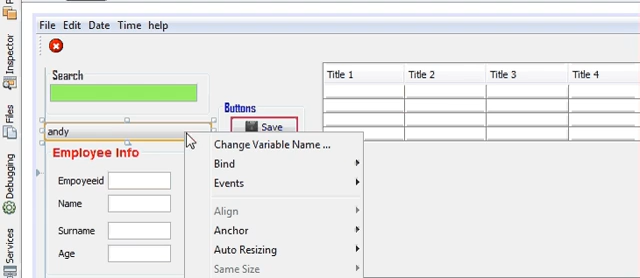 File Edit Date Time help
Inspector
Files
Debugging
Services
Search
Buttons
Save
andy
Employee Info
Empoyeeid
Name
Surname
Age
Title 1 Title 2 Title 3 Title 4
Change Variable Name ...
Bind
Events
Align
Anchor
Auto Resizing
Same Size